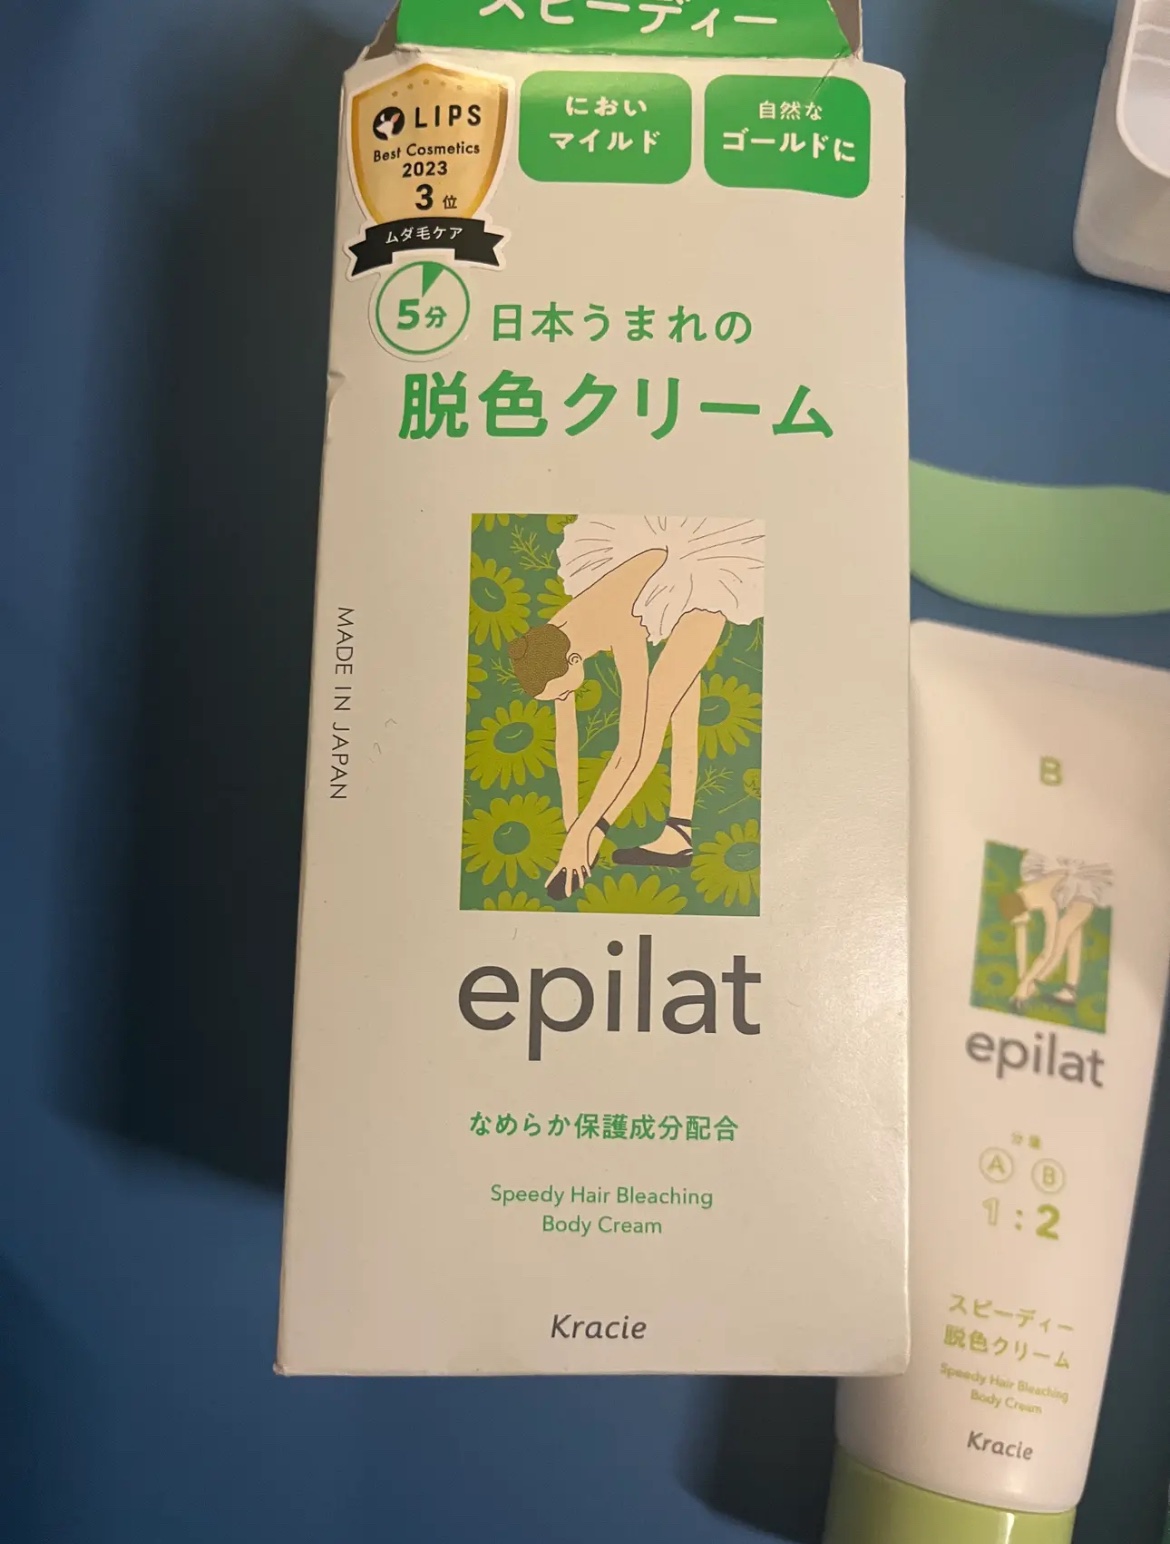 スピーディー
LIPS
Best Cosmetics
2023
3位
ムダ毛ケア
におい
マイルド
自然な
ゴールドに
5分
日本うまれの
脱色クリーム
MADE IN JAPAN
epilat
なめらか保護成分配合
Speedy Hair Bleaching
Body Cream
Kracie
B
epilat
分量
A B
1:2
スピーディー
脱色クリーム
Speedy Hair Bleaching
Body Cream
Kracie